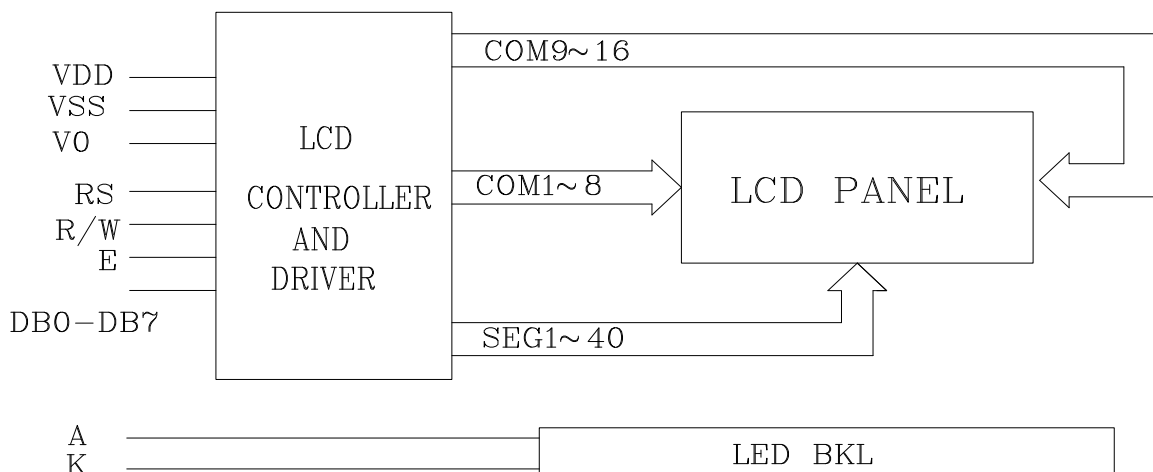 VDD
VSS
V0
RS
R/W
E
DB0-DB7
LCD
CONTROLLER
AND
DRIVER
COM9~16
COM1~8
SEG1~40
LCD PANEL
A
K
LED BKL